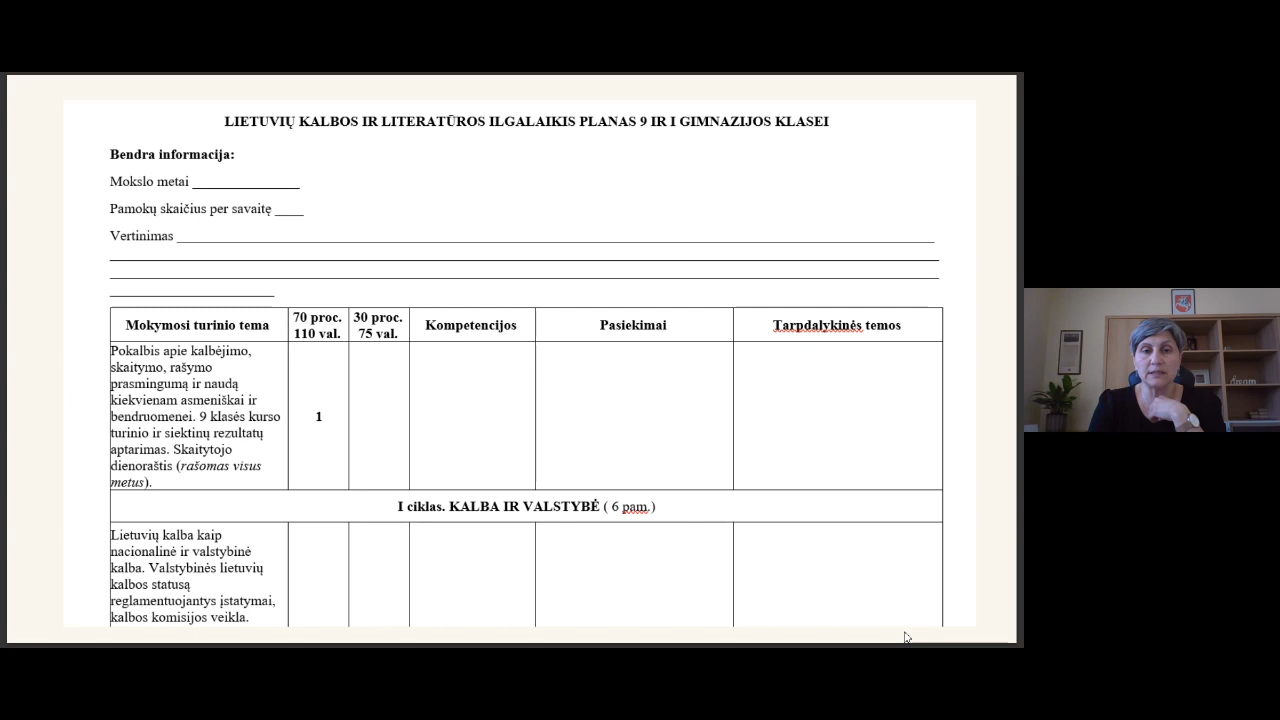 LIETUVIŲ KALBOS IR LITERATŪROS ILGALAIKIS PLANAS 9 IR I GIMNAZIJOS KLASEI
Bendra informacija:
Mokslo metai _______________
Pamokų skaičius per savaitę ____
Vertinimas
Mokymosi turinio tema
70 proc.
110 val.
30 proc.
75 val.
Kompetencijos
Pasiekimai
Tarpdalykinės temos
Pokalbis apie kalbėjimo,
skaitymo, rašymo
prasmingumą ir naudą
kiekvienam asmeniškai ir
bendruomenei. 9 klasės kurso
turinio ir siektinų rezultatų
aptarimas. Skaitytojo
dienoraštis (rašomas visus
metus).
1
I ciklas. KALBA IR VALSTYBĖ ( 6 pam.)
Lietuvių kalba kaip
nacionalinė ir valstybinė
kalba. Valstybinės lietuvių
kalbos statusą
reglamentuojantys įstatymai,
kalbos komisijos veikla.
dream